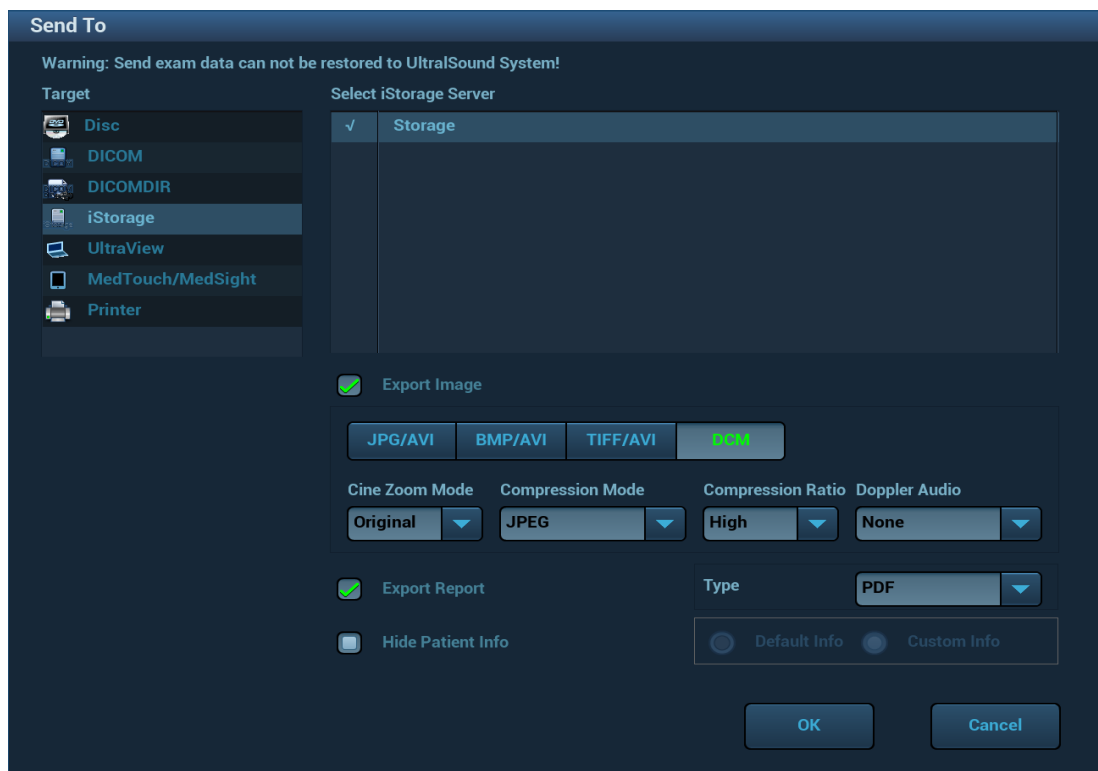 Send To
Warning: Send exam data can not be restored to UltralSound System!
Target
Select iStorage Server
Disc
√ Storage
DICOM
DICOMDIR
iStorage
UltraView
MedTouch/MedSight
Printer
Export Image
JPG/AVI BMP/AVI TIFF/AVI DCM
Cine Zoom Mode Compression Mode Compression Ratio Doppler Audio
Original JPEG High None
Export Report Type PDF
Hide Patient Info Default Info Custom Info
OK Cancel